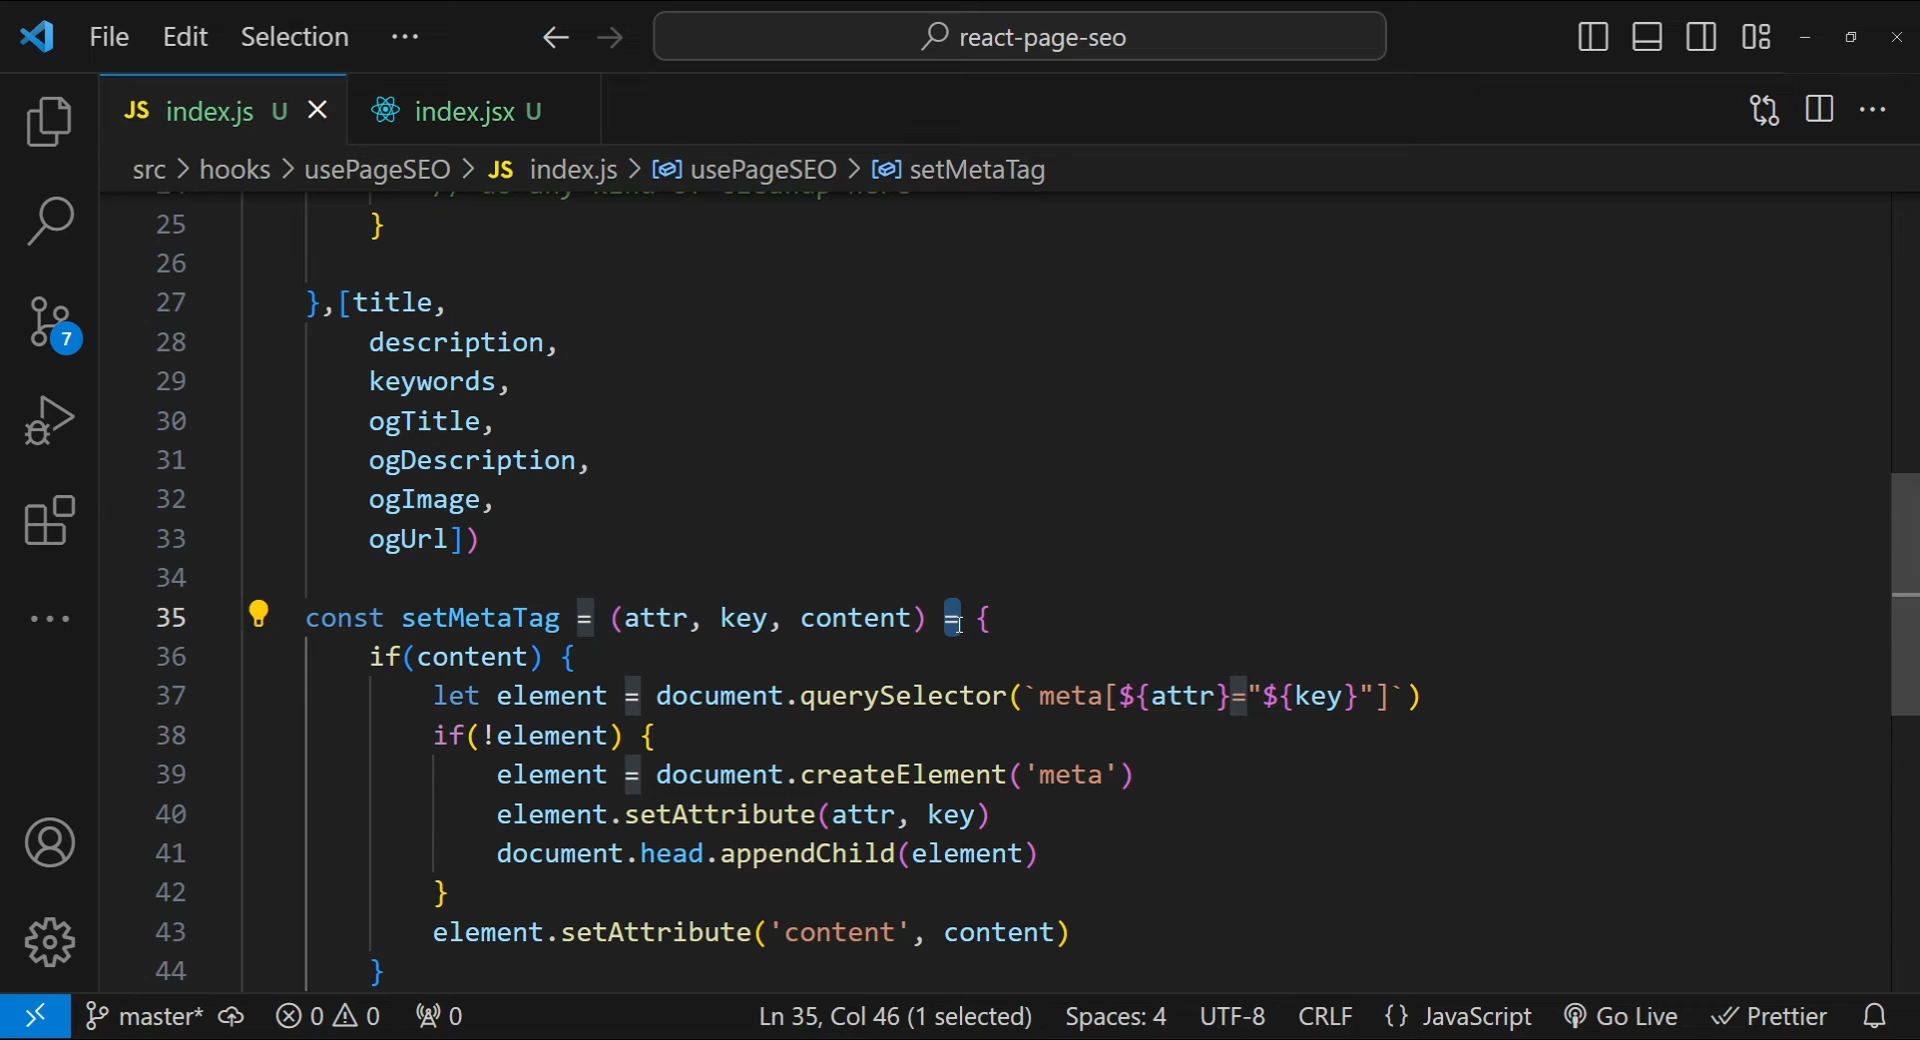 File Edit Selection ··· react-page-seo
JS index.js U index.jsx U
src > hooks > usePageSEO > JS index.js > usePageSEO > setMetaTag
25 }
26
27 },[title,
28 description,
29 keywords,
30 ogTitle,
31 ogDescription,
32 ogImage,
33 ogUrl])
34
35 const setMetaTag = (attr, key, content) = {
36 if(content) {
37 let element = document.querySelector(`meta[${attr}="${key}"]`)
38 if(!element) {
39 element = document.createElement('meta')
40 element.setAttribute(attr, key)
41 document.head.appendChild(element)
42 }
43 element.setAttribute('content', content)
44 }
7
master* 0 0 0 Ln 35, Col 46 (1 selected) Spaces: 4 UTF-8 CRLF {} JavaScript Go Live Prettier